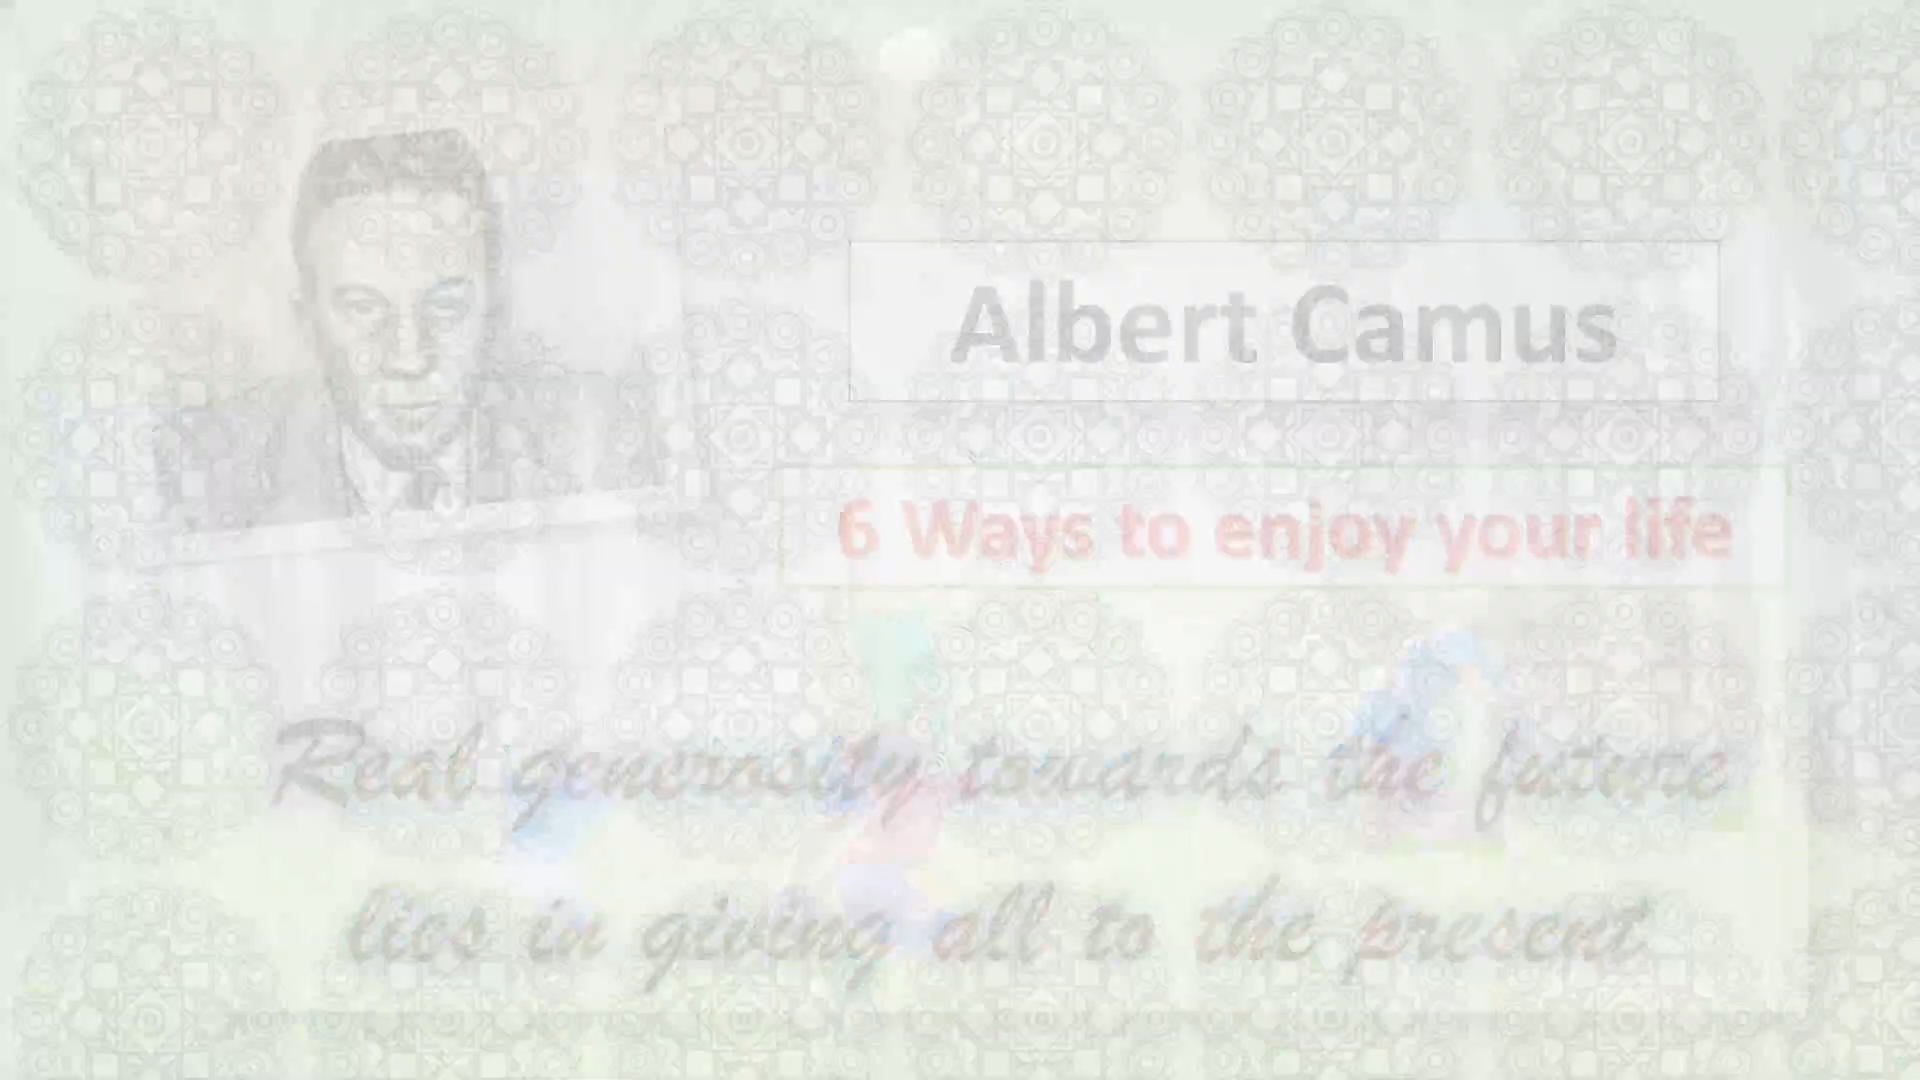 Albert Camus
6 Ways to enjoy your life
Real generosity towards the future
lies in giving all to the present